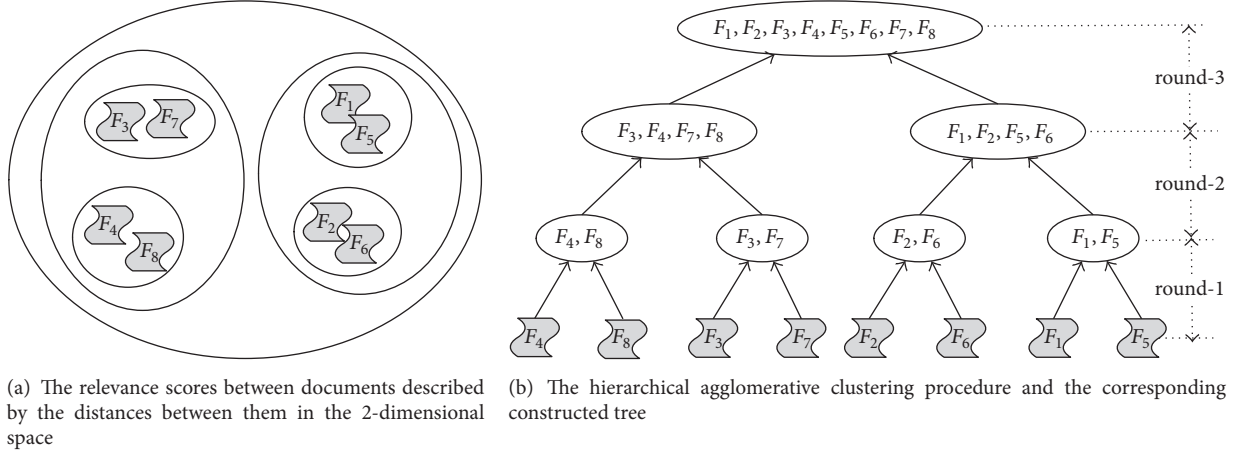 F3 F7
F1
F5
F4
F8
F2
F6
(a) The relevance scores between documents described
by the distances between them in the 2-dimensional
space
F1, F2, F3, F4, F5, F6, F7, F8
round-3
F3, F4, F7, F8
F1, F2, F5, F6
round-2
F4, F8
F3, F7
F2, F6
F1, F5
round-1
F4
F8
F3
F7
F2
F6
F1
F5
(b) The hierarchical agglomerative clustering procedure and the corresponding
constructed tree